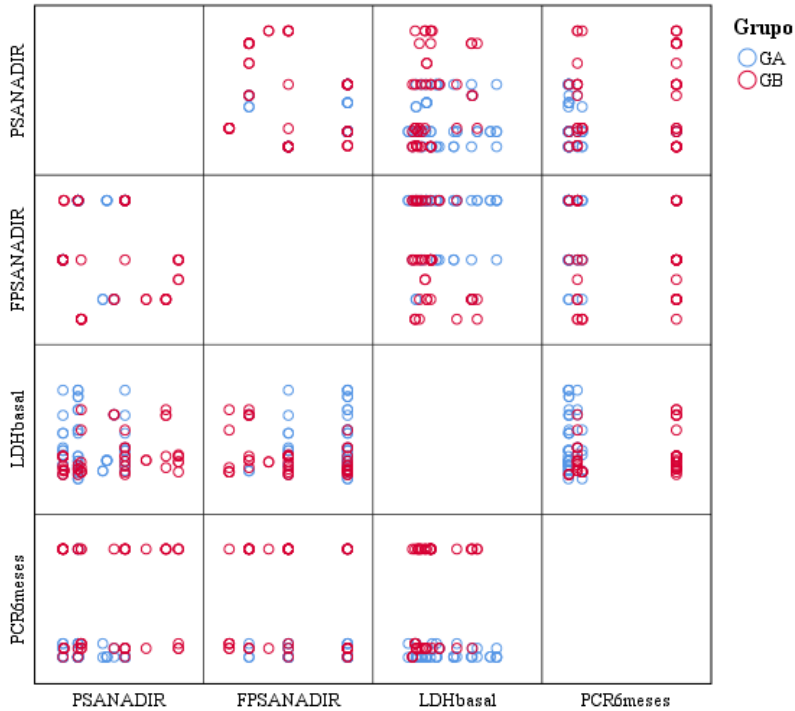 Grupo
GA
GB
PSANADIR
FPSANADIR
LDHbasal
PCR6meses
PSANADIR
FPSANADIR
LDHbasal
PCR6meses